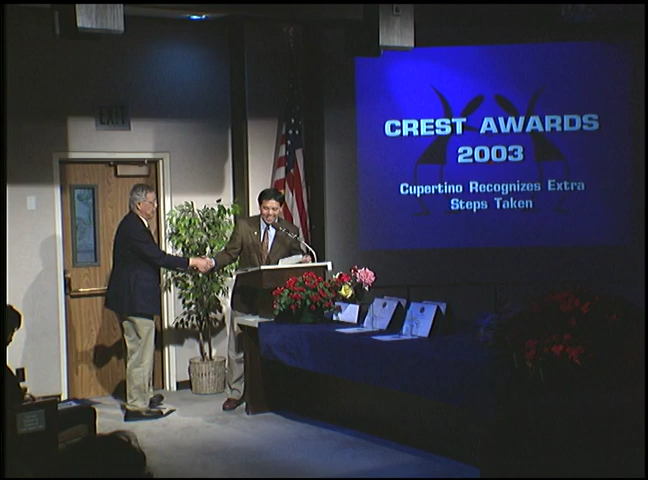 EXIT
CREST AWARDS
2003
Cupertino Recognizes Extra
Steps Taken